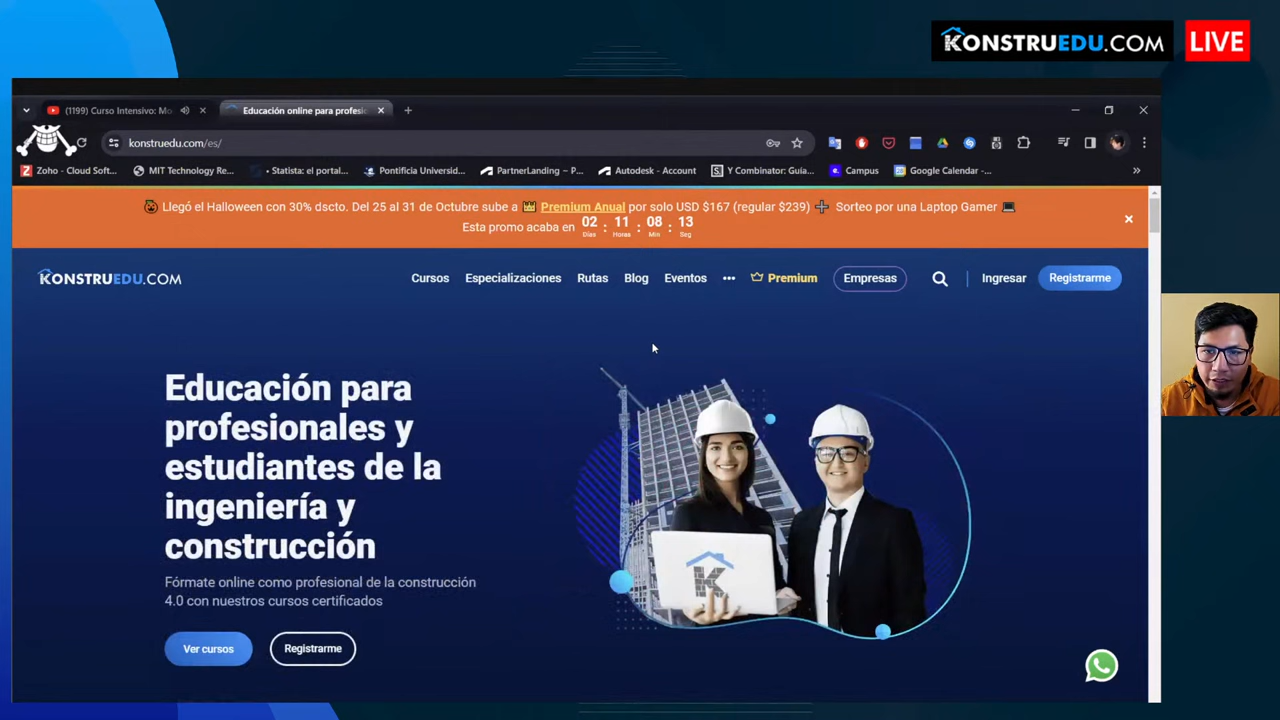 KONSTRUEDU.COM LIVE
(1199) Curso Intensivo: Mo
Educación online para profesi
konstruedu.com/es/
Zoho - Cloud Soft...
MIT Technology Re...
• Statista: el portal...
Pontificia Universid...
PartnerLanding – P...
Autodesk - Account
Y Combinator: Guía...
Campus
Google Calendar -...
Llegó el Halloween con 30% dscto. Del 25 al 31 de Octubre sube a Premium Anual por solo USD $167 (regular $239) Sorteo por una Laptop Gamer
Esta promo acaba en 02 : 11 : 08 : 13
Días Horas Min Seg
KONSTRUEDU.COM
Cursos Especializaciones Rutas Blog Eventos ••• Premium Empresas Ingresar Registrarme
Educación para
profesionales y
estudiantes de la
ingeniería y
construcción
Fórmate online como profesional de la construcción
4.0 con nuestros cursos certificados
Ver cursos Registrarme